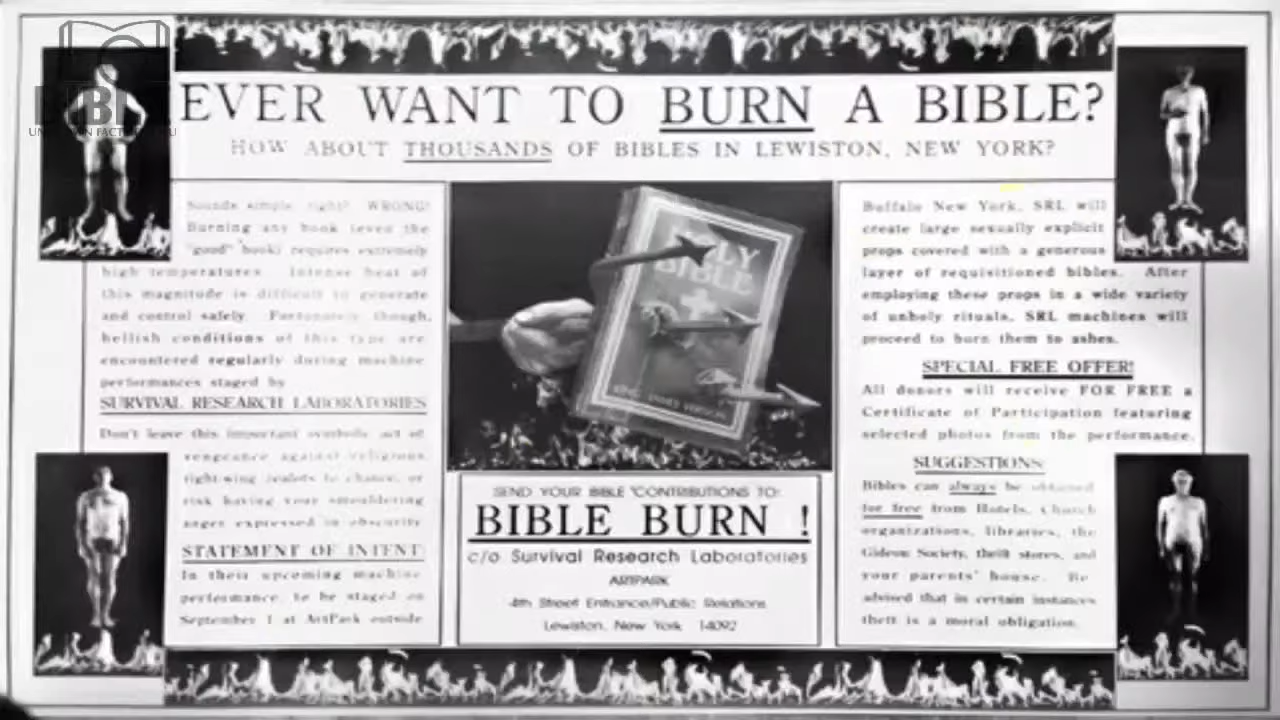 EVER WANT TO BURN A BIBLE?
HOW ABOUT THOUSANDS OF BIBLES IN LEWISTON, NEW YORK?
Sounds simple, right? WRONG!
Burning any book (even the
"good" book) requires extremely
high temperatures. Intense heat of
this magnitude is difficult to generate
and control safely. Fortunately though,
hellish conditions of this type are
encountered regularly during machine
performances staged by
SURVIVAL RESEARCH LABORATORIES
Don't leave this important symbolic act of
vengeance against religious
right-wing zealots to chance, or
risk having your smouldering
anger expressed in obscurity
STATEMENT OF INTENT:
In their upcoming machine
performance, to be staged on
September 1 at ArtPark outside
HOLY
BIBLE
KING JAMES VERSION
SEND YOUR BIBLE CONTRIBUTIONS TO:
BIBLE BURN !
c/o Survival Research Laboratories
ARTPARK
4th Street Entrance/Public Relations
Lewiston, New York 14092
Buffalo New York, SRL will
create large sexually explicit
props covered with a generous
layer of requisitioned bibles. After
employing these props in a wide variety
of unholy rituals, SRL machines will
proceed to burn them to ashes.
SPECIAL FREE OFFER!
All donors will receive FOR FREE a
Certificate of Participation featuring
selected photos from the performance.
SUGGESTIONS:
Bibles can always be obtained
for free from Hotels, Church
organizations, libraries, the
Gideon Society, thrift stores, and
your parents' house. Be
advised that in certain instances
theft is a moral obligation.